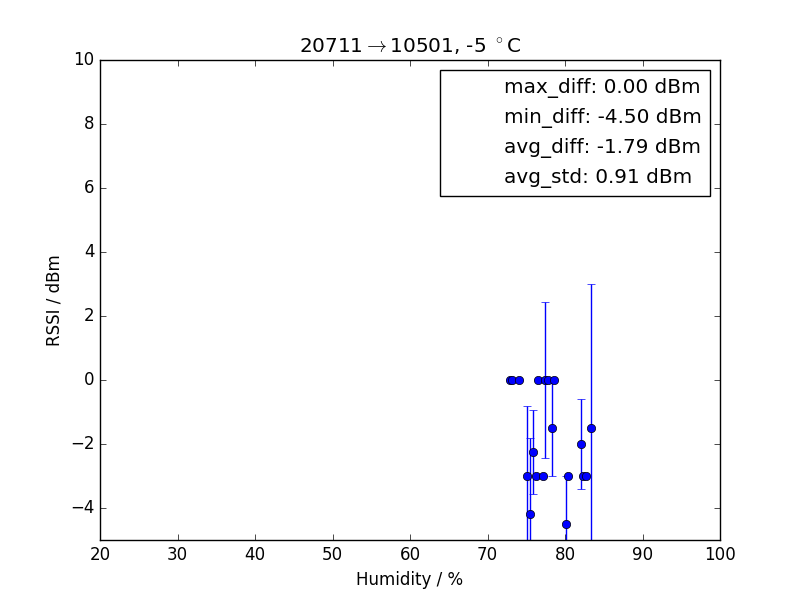 20711→10501, -5 °C
max_diff: 0.00 dBm
min_diff: -4.50 dBm
avg_diff: -1.79 dBm
avg_std: 0.91 dBm
10
8
6
4
2
0
−2
−4
RSSI / dBm
20 30 40 50 60 70 80 90 100
Humidity / %